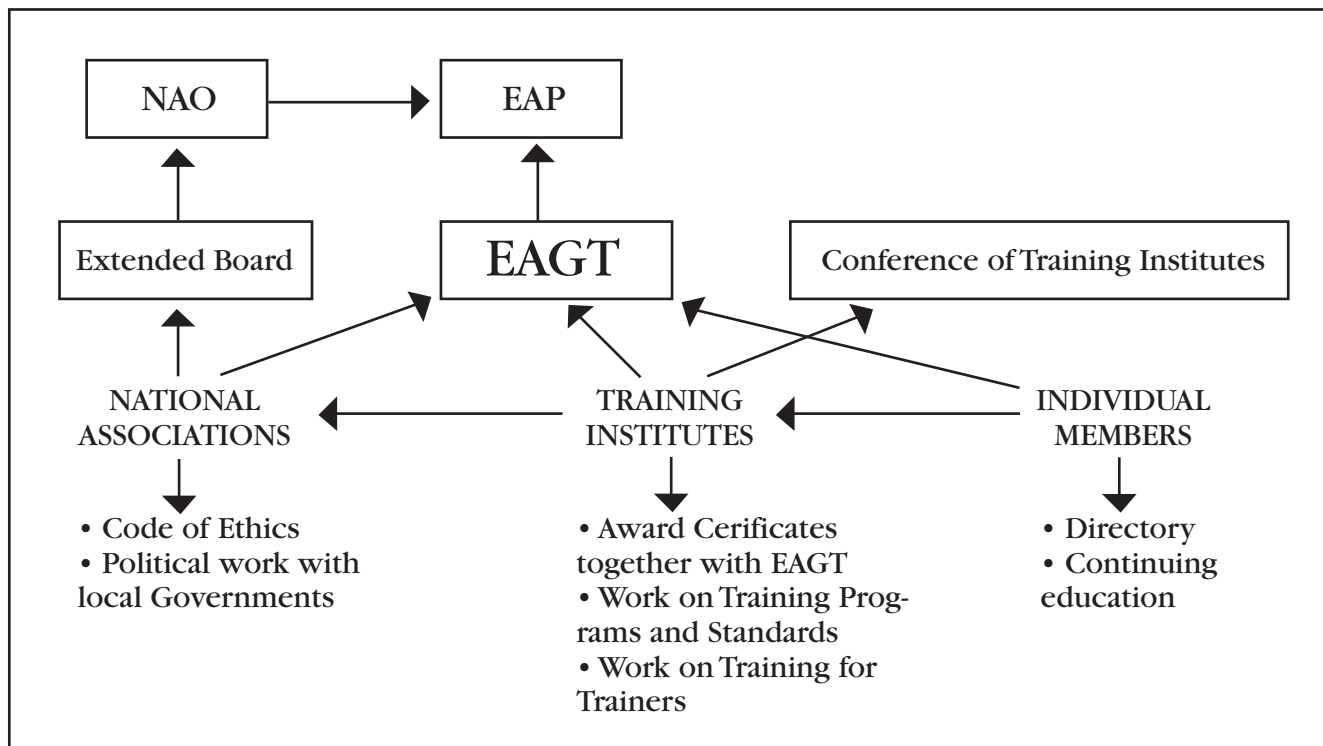 NAO
EAP
Extended Board
EAGT
Conference of Training Institutes
NATIONAL
ASSOCIATIONS
TRAINING
INSTITUTES
INDIVIDUAL
MEMBERS
• Code of Ethics
• Political work with
local Governments
• Award Cerificates
together with EAGT
• Work on Training Prog-
rams and Standards
• Work on Training for
Trainers
• Directory
• Continuing
education